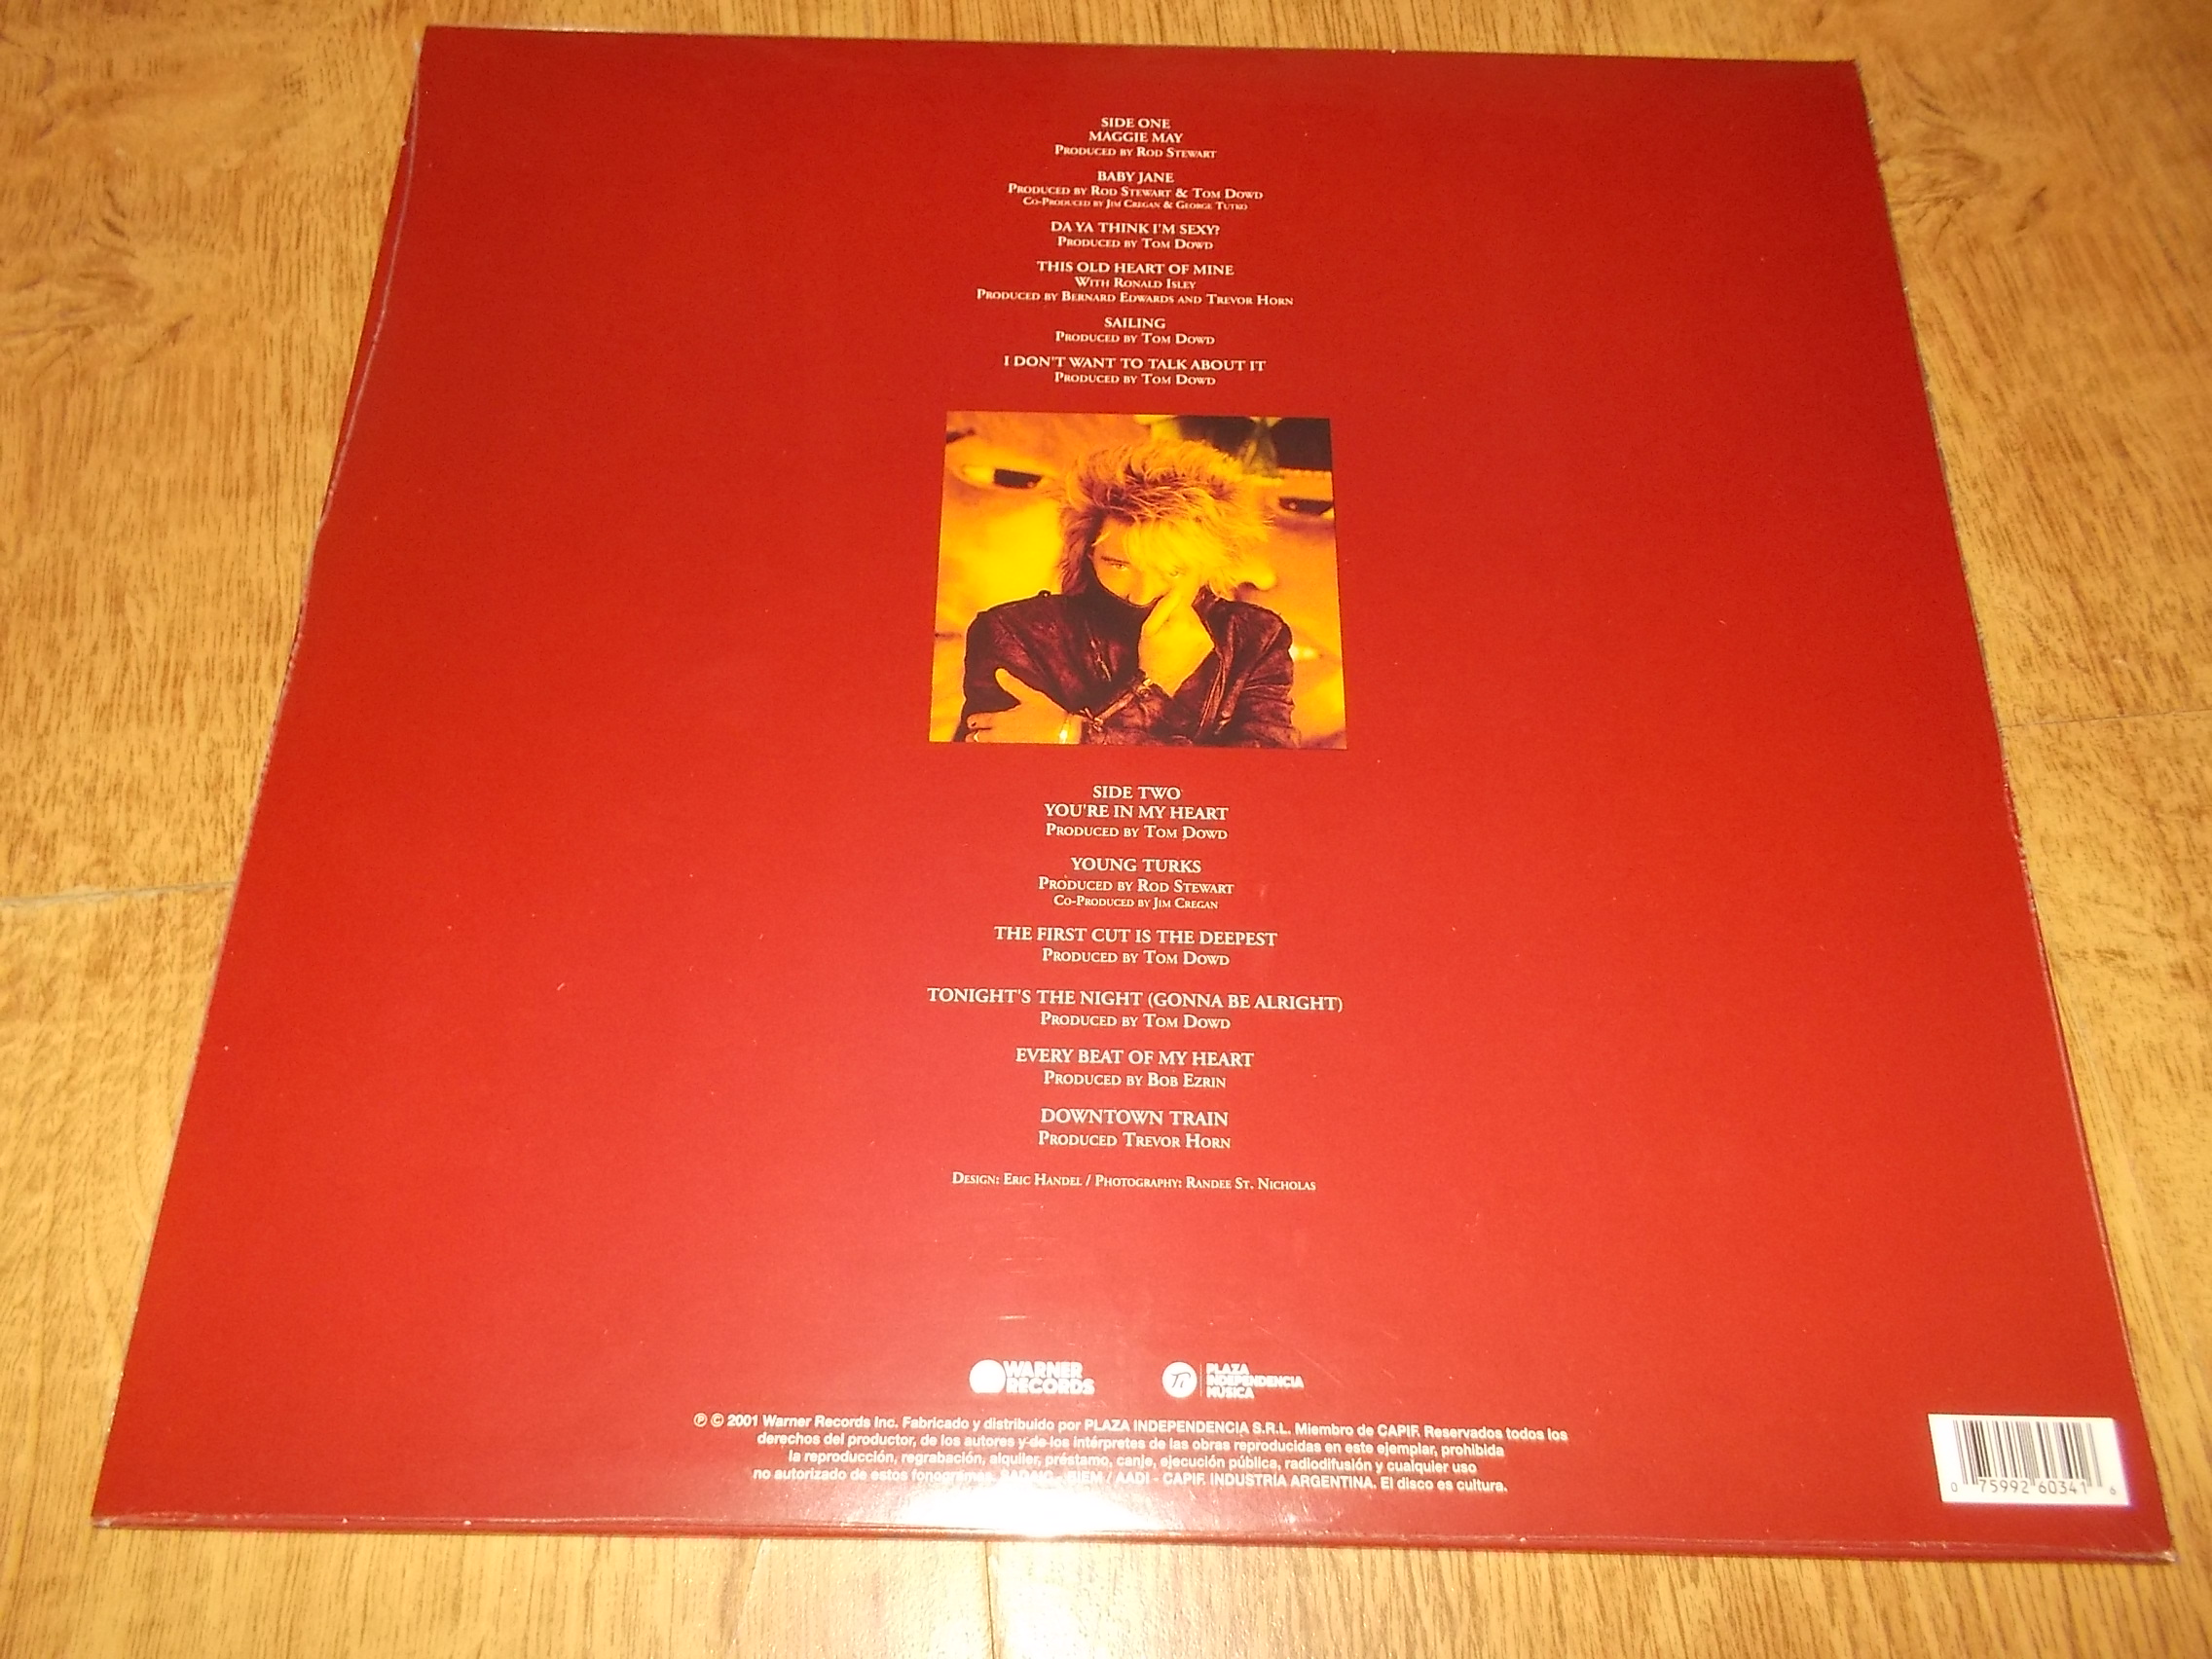 SIDE ONE
MAGGIE MAY
PRODUCED BY ROD STEWART
BABY JANE
PRODUCED BY ROD STEWART & TOM DOWD
CO-PRODUCED BY JIM CREGAN & GEORGE TUTKO
DA YA THINK I'M SEXY?
PRODUCED BY TOM DOWD
THIS OLD HEART OF MINE
WITH RONALD ISLEY
PRODUCED BY BERNARD EDWARDS AND TREVOR HORN
SAILING
PRODUCED BY TOM DOWD
I DON'T WANT TO TALK ABOUT IT
PRODUCED BY TOM DOWD
SIDE TWO
YOU'RE IN MY HEART
PRODUCED BY TOM DOWD
YOUNG TURKS
PRODUCED BY ROD STEWART
CO-PRODUCED BY JIM CREGAN
THE FIRST CUT IS THE DEEPEST
PRODUCED BY TOM DOWD
TONIGHT'S THE NIGHT (GONNA BE ALRIGHT)
PRODUCED BY TOM DOWD
EVERY BEAT OF MY HEART
PRODUCED BY BOB EZRIN
DOWNTOWN TRAIN
PRODUCED TREVOR HORN
DESIGN: ERIC HANDEL / PHOTOGRAPHY: RANDEE ST. NICHOLAS
WARNER
RECORDS
PLAZA
INDEPENDENCIA
MÚSICA
℗ © 2001 Warner Records Inc. Fabricado y distribuido por PLAZA INDEPENDENCIA S.R.L. Miembro de CAPIF. Reservados todos los
derechos del productor, de los autores y de los intérpretes de las obras reproducidas en este ejemplar, prohibida
la reproducción, regrabación, alquiler, préstamo, canje, ejecución pública, radiodifusión y cualquier uso
no autorizado de estos fonogramas. SADAIC - BIEM / AADI - CAPIF. INDUSTRIA ARGENTINA. El disco es cultura.
0 75992 60341 6